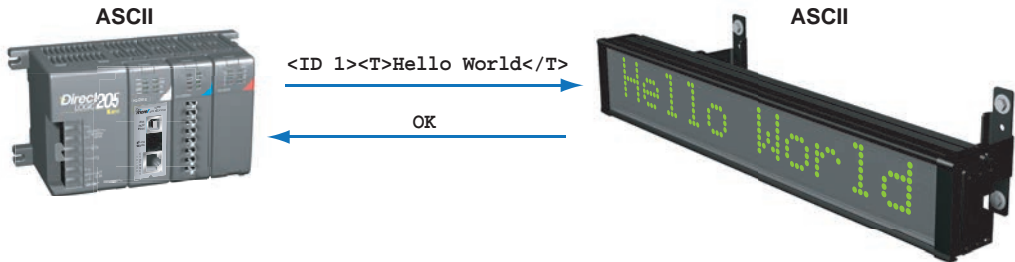 ASCII
ASCII
<ID 1><T>Hello World</T>
OK
Direct
LOGIC 205
Hello World